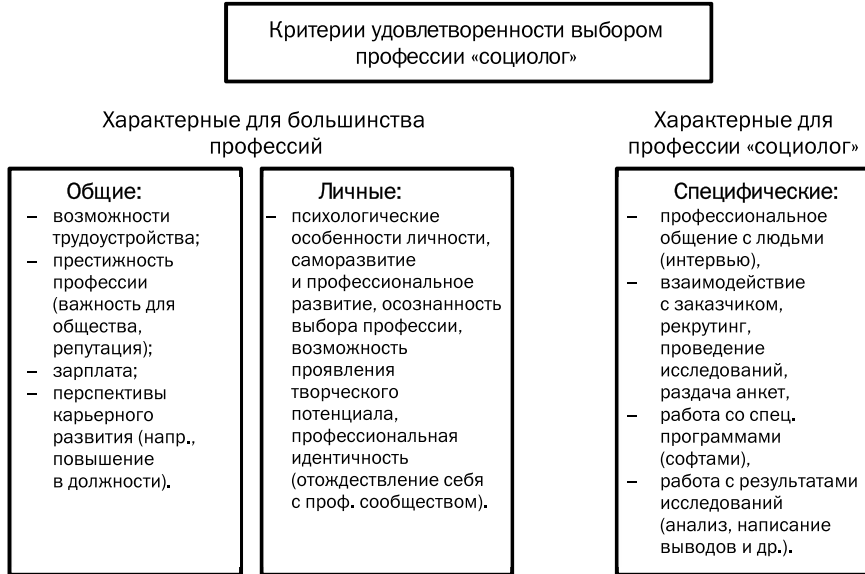 Критерии удовлетворенности выбором
профессии «социолог»
Характерные для большинства
профессий
Общие:
– возможности
трудоустройства;
– престижность
профессии
(важность для
общества,
репутация);
– зарплата;
– перспективы
карьерного
развития (напр.,
повышение
в должности).
Личные:
– психологические
особенности личности,
саморазвитие
и профессиональное
развитие, осознанность
выбора профессии,
возможность
проявления
творческого
потенциала,
профессиональная
идентичность
(отождествление себя
с проф. сообществом).
Характерные для
профессии «социолог»
Специфические:
– профессиональное
общение с людьми
(интервью),
– взаимодействие
с заказчиком,
рекрутинг,
проведение
исследований,
раздача анкет,
– работа со спец.
программами
(софтами),
– работа с результатами
исследований
(анализ, написание
выводов и др.).